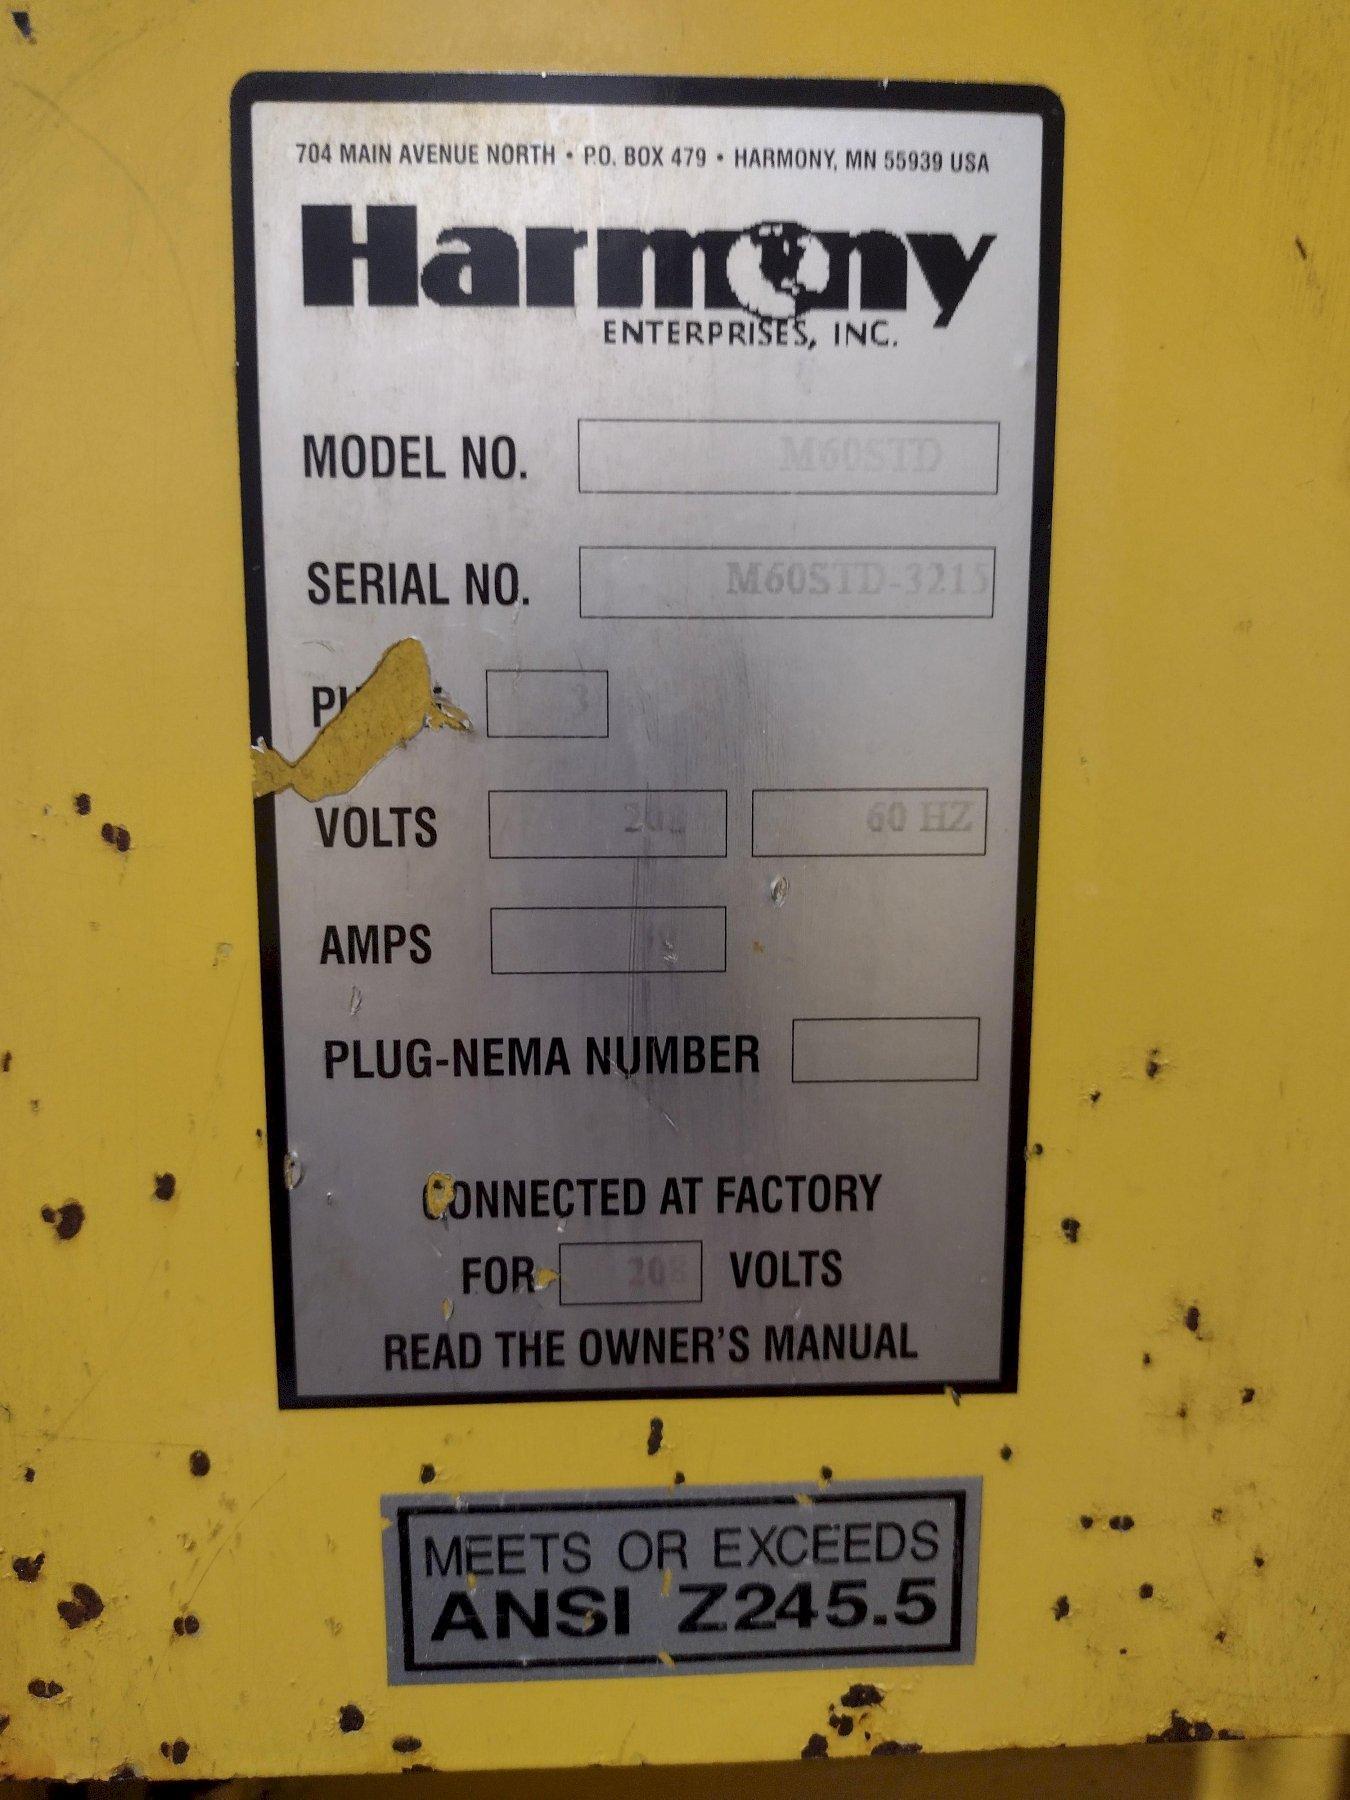 704 MAIN AVENUE NORTH • P.O. BOX 479 • HARMONY, MN 55939 USA
Harmony
ENTERPRISES, INC.
MODEL NO. M60STD
SERIAL NO. M60STD-3215
3
VOLTS 208 60 HZ
AMPS
PLUG-NEMA NUMBER
CONNECTED AT FACTORY
FOR 208 VOLTS
READ THE OWNER'S MANUAL
MEETS OR EXCEEDS
ANSI Z245.5